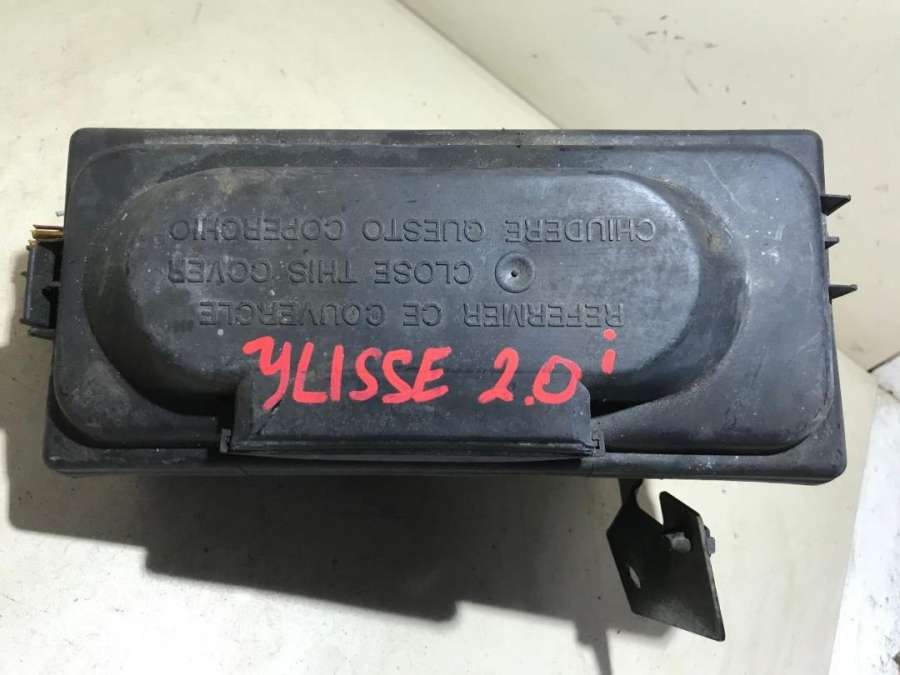 REFERMER CE COUVERCLE
CLOSE THIS COVER
CHIUDERE QUESTO COPERCHIO
YLISSE 2.0i